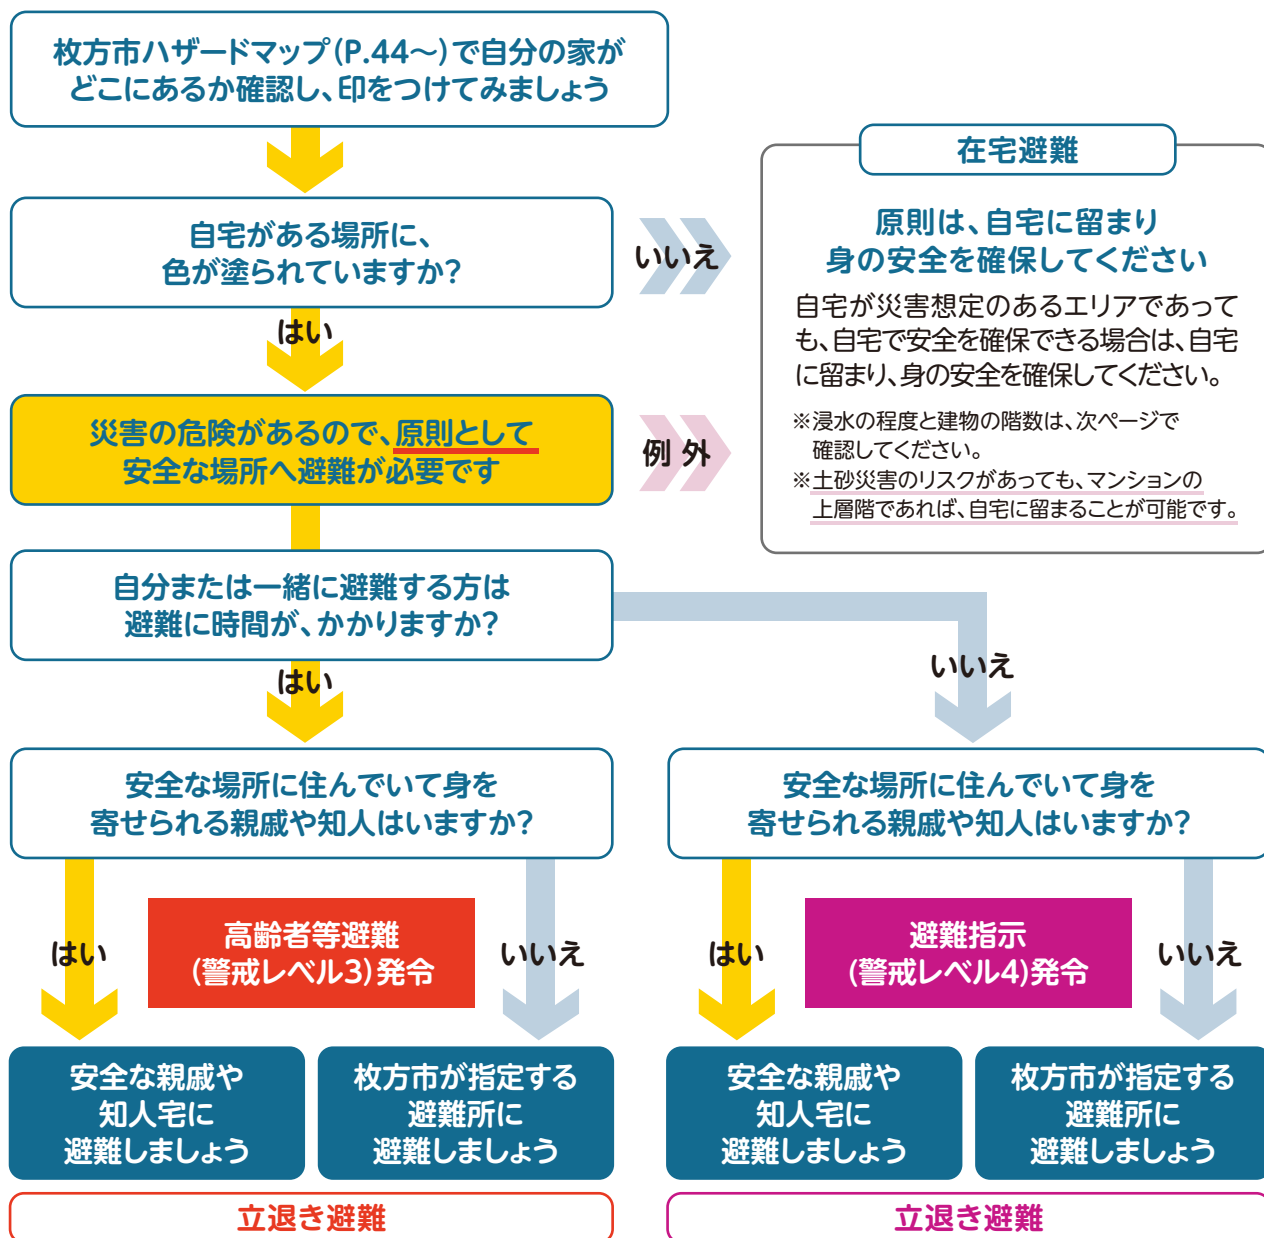 枚方市ハザードマップ(P.44〜)で自分の家が
どこにあるか確認し、印をつけてみましょう
自宅がある場所に、
色が塗られていますか?
いいえ
はい
在宅避難
原則は、自宅に留まり
身の安全を確保してください
自宅が災害想定のあるエリアであって
も、自宅で安全を確保できる場合は、自宅
に留まり、身の安全を確保してください。
※浸水の程度と建物の階数は、次ページで
確認してください。
※土砂災害のリスクがあっても、マンションの
上層階であれば、自宅に留まることが可能です。
災害の危険があるので、原則として
安全な場所へ避難が必要です
例外
自分または一緒に避難する方は
避難に時間が、かかりますか?
はい
いいえ
安全な場所に住んでいて身を
寄せられる親戚や知人はいますか?
はい
高齢者等避難
(警戒レベル3)発令
いいえ
安全な親戚や
知人宅に
避難しましょう
枚方市が指定する
避難所に
避難しましょう
立退き避難
安全な場所に住んでいて身を
寄せられる親戚や知人はいますか?
はい
避難指示
(警戒レベル4)発令
いいえ
安全な親戚や
知人宅に
避難しましょう
枚方市が指定する
避難所に
避難しましょう
立退き避難